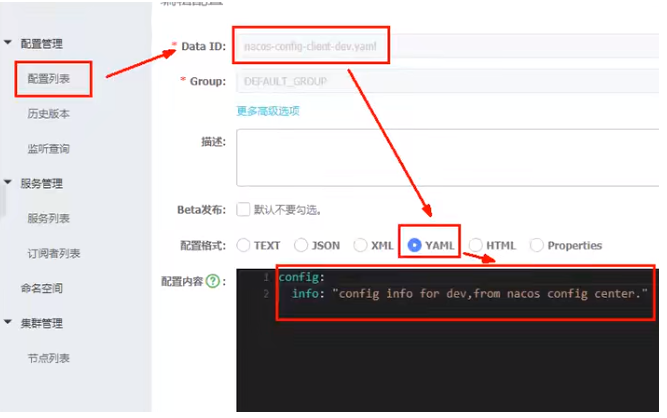 配置管理
配置列表
历史版本
监听查询
服务管理
服务列表
订阅者列表
命名空间
集群管理
节点列表
* Data ID: nacos-config-client-dev.yaml
* Group: DEFAULT_GROUP
更多高级选项
描述:
Beta发布: 默认不要勾选。
配置格式: TEXT JSON XML YAML HTML Properties
配置内容 ? :
1 config:
2 info: "config info for dev,from nacos config center."